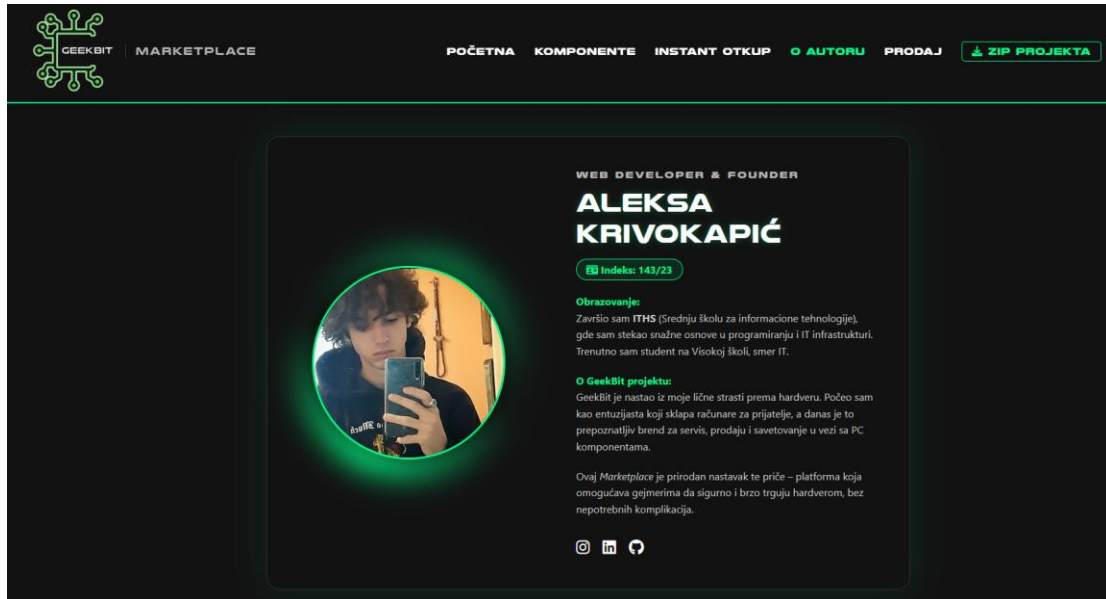 GEEKBIT
MARKETPLACE
POČETNA
KOMPONENTE
INSTANT OTKUP
O AUTORU
PRODAJ
ZIP PROJEKTA
WEB DEVELOPER & FOUNDER
ALEKSA
KRIVOKAPIĆ
Indeks: 143/23
Obrazovanje:
Završio sam ITHS (Srednju školu za informacione tehnologije),
gde sam stekao snažne osnove u programiranju i IT infrastrukturi.
Trenutno sam student na Visokoj školi, smer IT.
O GeekBit projektu:
GeekBit je nastao iz moje lične strasti prema hardveru. Počeo sam
kao entuzijasta koji sklapa računare za prijatelje, a danas je to
prepoznatljiv brend za servis, prodaju i savetovanje u vezi sa PC
komponentama.
Ovaj Marketplace je prirodan nastavak te priče – platforma koja
omogućava gejmerima da sigurno i brzo trguju hardverom, bez
nepotrebnih komplikacija.
in